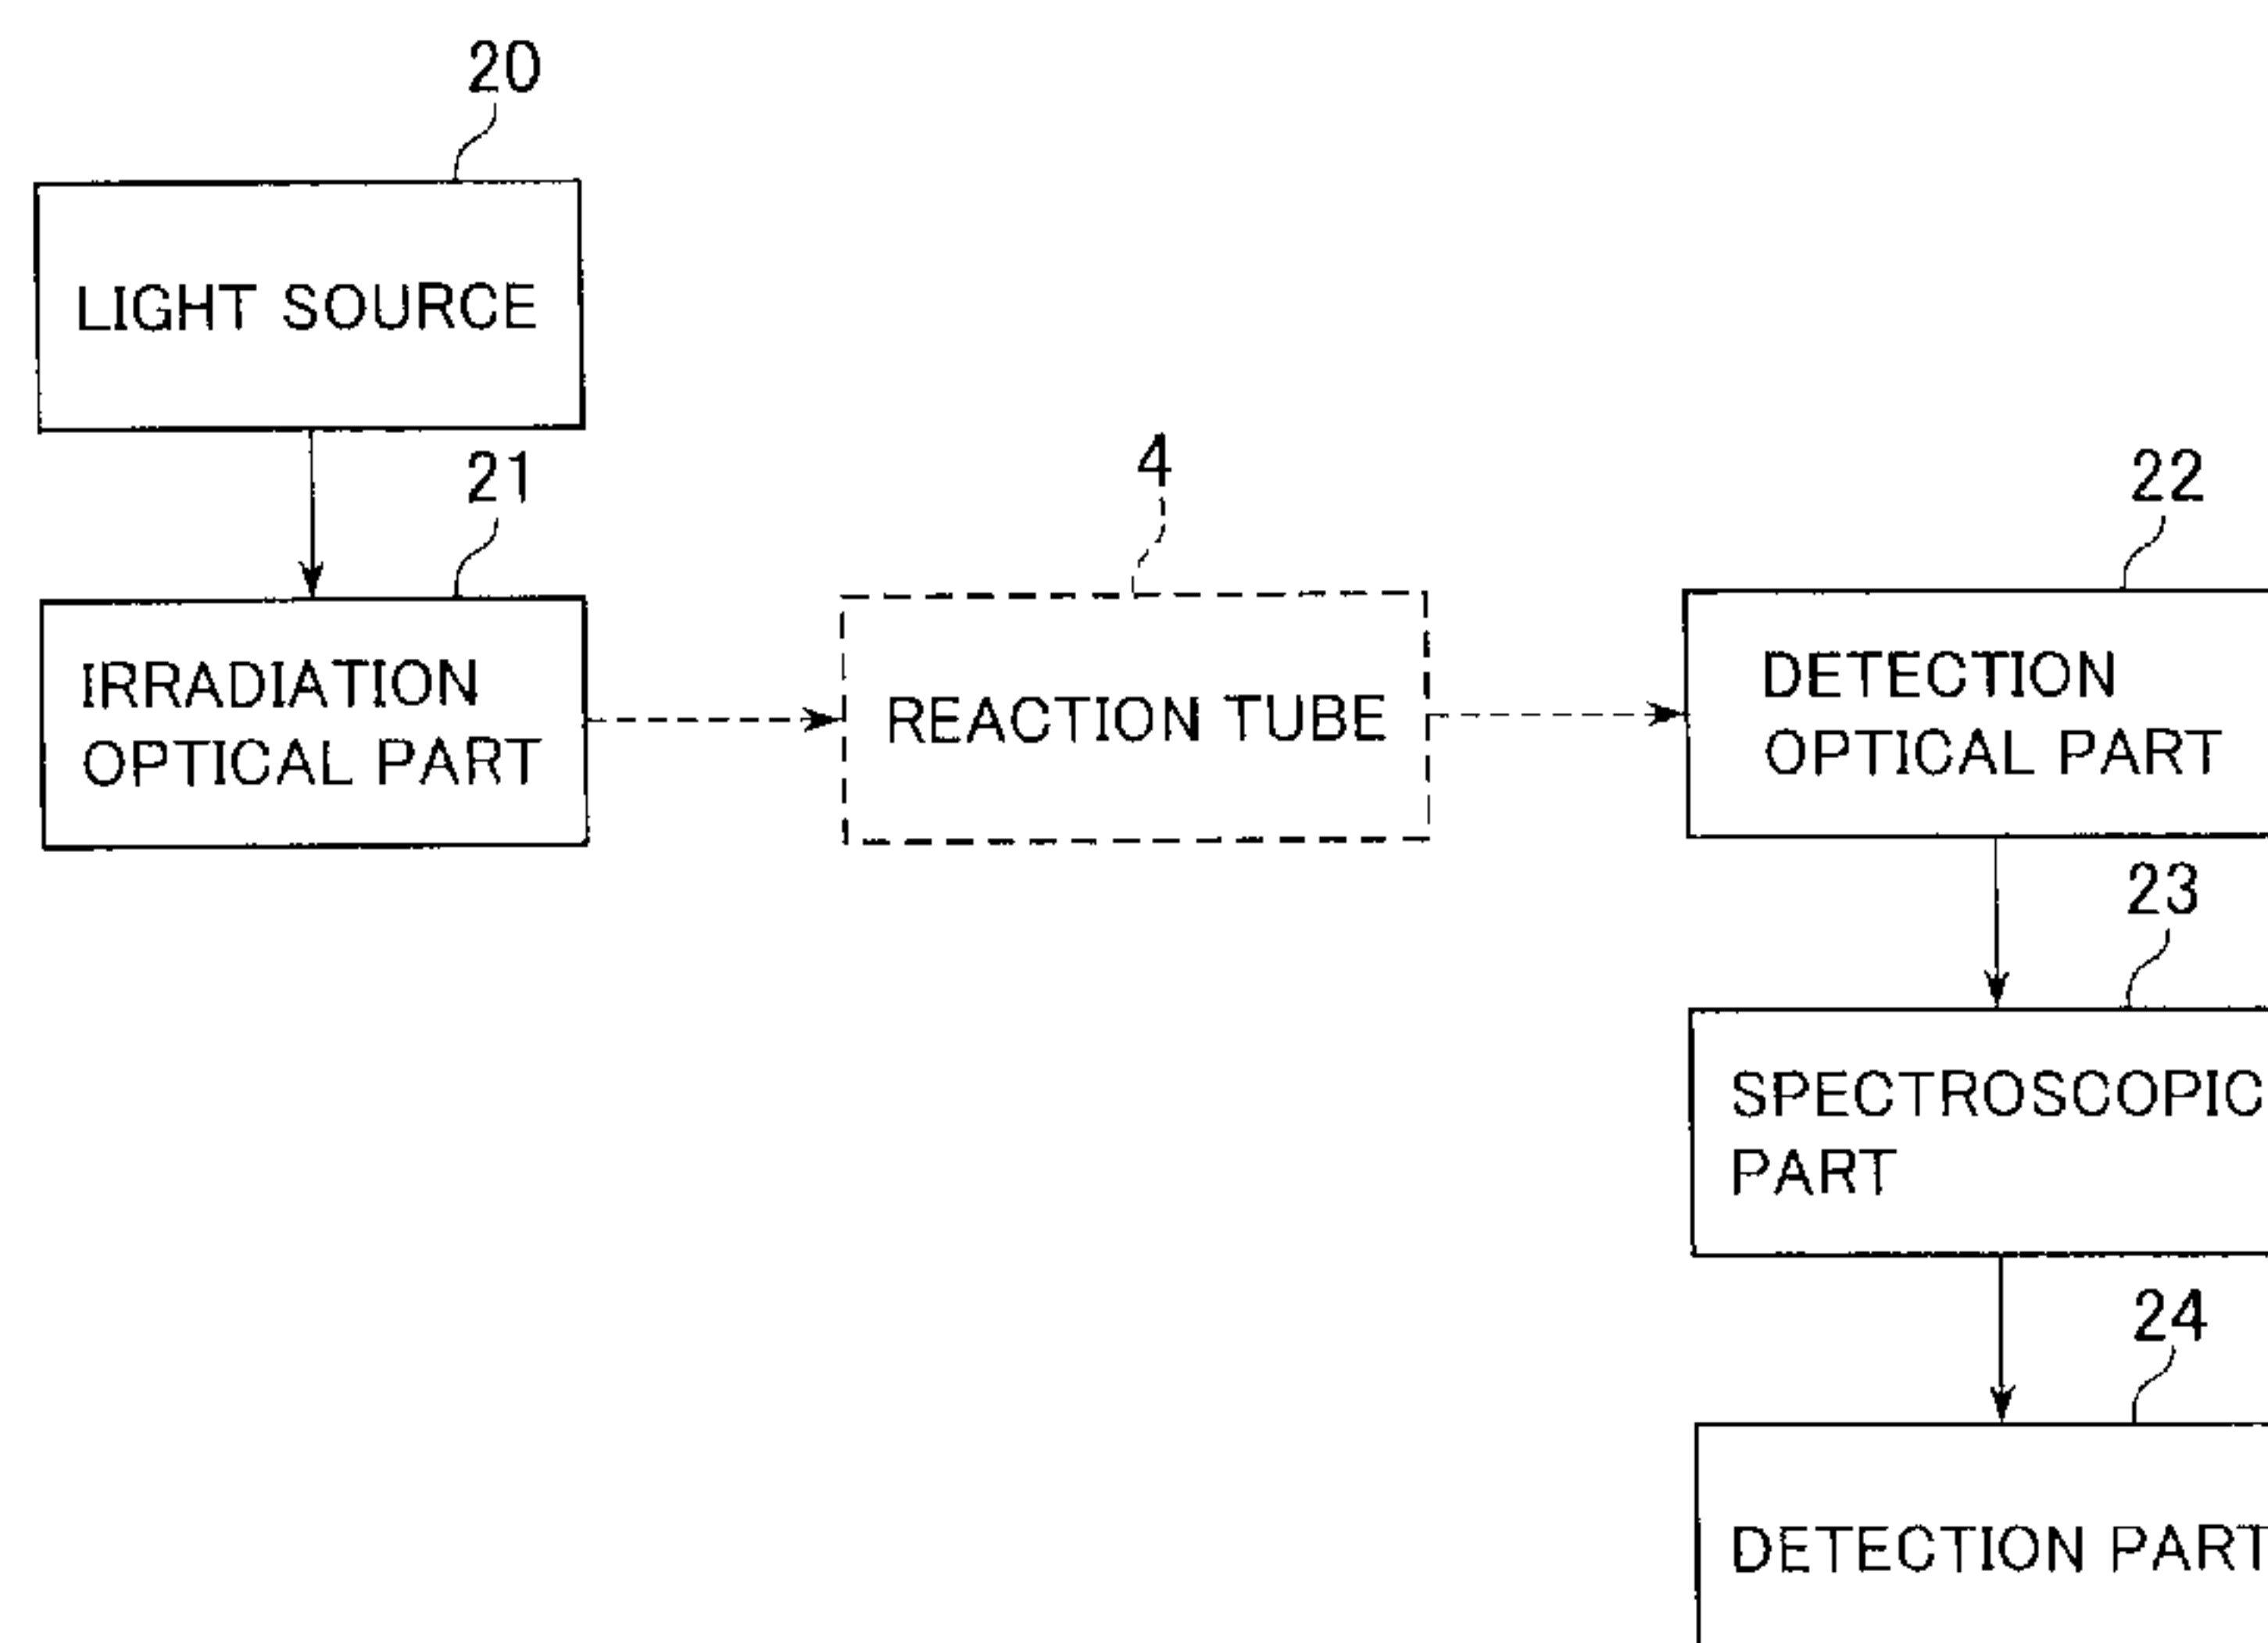 20
LIGHT SOURCE
21
IRRADIATION
OPTICAL PART
4
REACTION TUBE
22
DETECTION
OPTICAL PART
23
SPECTROSCOPIC
PART
24
DETECTION PART